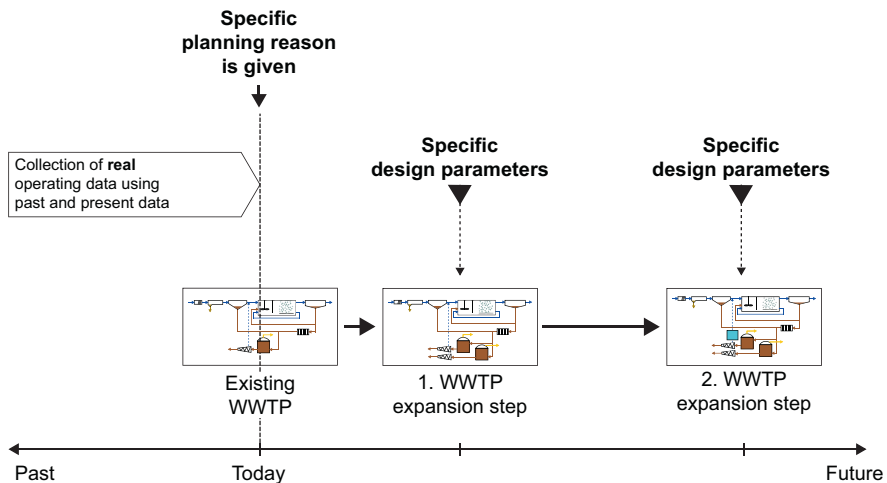 Specific
planning reason
is given
Collection of real
operating data using
past and present data
Specific
design parameters
Specific
design parameters
Existing
WWTP
1. WWTP
expansion step
2. WWTP
expansion step
Past
Today
Future